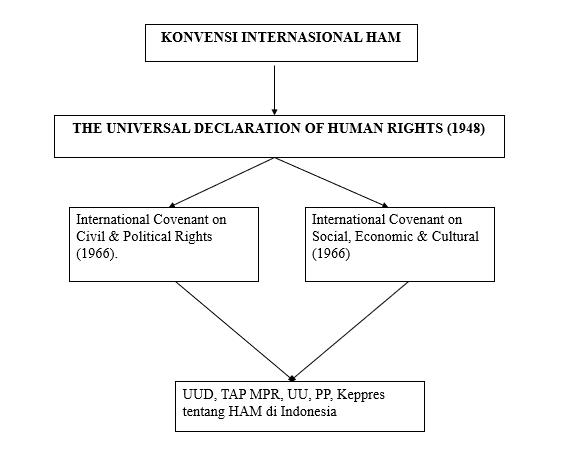 KONVENSI INTERNASIONAL HAM
THE UNIVERSAL DECLARATION OF HUMAN RIGHTS (1948)
International Covenant on
Civil & Political Rights
(1966).
International Covenant on
Social, Economic & Cultural
(1966)
UUD, TAP MPR, UU, PP, Keppres
tentang HAM di Indonesia